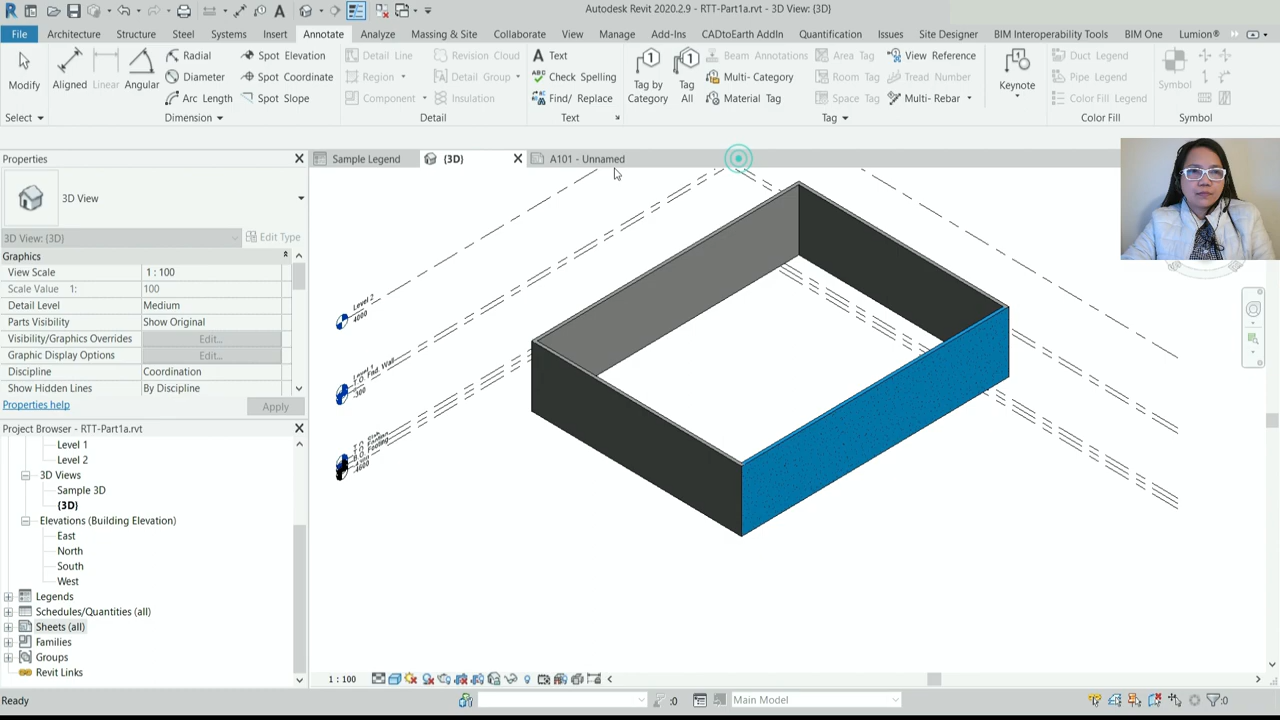 Autodesk Revit 2020.2.9 - RTT-Part1a.rvt - 3D View: {3D}
File Architecture Structure Steel Systems Insert Annotate Analyze Massing & Site Collaborate View Manage Add-Ins CADtoEarth AddIn Quantification Issues Site Designer BIM Interoperability Tools BIM One Lumion®
Modify
Select
Aligned Linear Angular
Radial
Diameter
Arc Length
Spot Elevation
Spot Coordinate
Spot Slope
Dimension
Detail Line
Region
Component
Revision Cloud
Detail Group
Insulation
Detail
Text
ABC Check Spelling
Find/ Replace
Text
Tag by Category
Tag All
Beam Annotations
Multi- Category
Material Tag
Area Tag
Room Tag
Space Tag
View Reference
Tread Number
Multi- Rebar
Tag
Keynote
Duct Legend
Pipe Legend
Color Fill Legend
Color Fill
Symbol
Symbol
Properties
3D View
3D View: {3D}
Edit Type
Graphics
View Scale 1 : 100
Scale Value 1: 100
Detail Level Medium
Parts Visibility Show Original
Visibility/Graphics Overrides Edit...
Graphic Display Options Edit...
Discipline Coordination
Show Hidden Lines By Discipline
Properties help
Apply
Project Browser - RTT-Part1a.rvt
Level 1
Level 2
3D Views
Sample 3D
{3D}
Elevations (Building Elevation)
East
North
South
West
Legends
Schedules/Quantities (all)
Sheets (all)
Families
Groups
Revit Links
Sample Legend
{3D}
A101 - Unnamed
Level 2
4000
1 : 100
Ready
:0
Main Model
:0